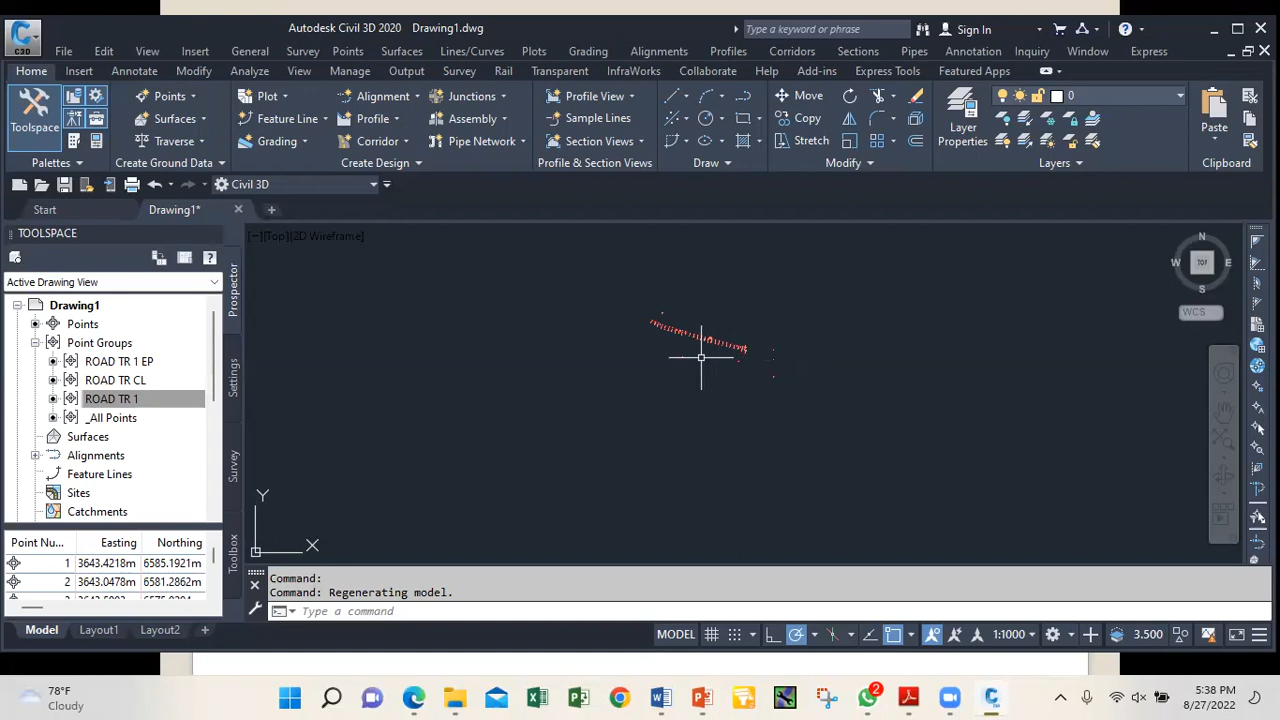 Autodesk Civil 3D 2020 Drawing1.dwg
Type a keyword or phrase
Sign In
C3D
File Edit View Insert General Survey Points Surfaces Lines/Curves Plots Grading Alignments Profiles Corridors Sections Pipes Annotation Inquiry Window Express
Home Insert Annotate Modify Analyze View Manage Output Survey Rail Transparent InfraWorks Collaborate Help Add-ins Express Tools Featured Apps
Points Plot Alignment Junctions Profile View Move 0
Toolspace Surfaces Feature Line Profile Assembly Sample Lines Copy Layer Properties Paste
Traverse Grading Corridor Pipe Network Section Views Stretch
Palettes Create Ground Data Create Design Profile & Section Views Draw Modify Layers Clipboard
Civil 3D
Start Drawing1*
TOOLSPACE
[−][Top][2D Wireframe]
N
W TOP E
S
WCS
Active Drawing View
Drawing1
Points
Point Groups
ROAD TR 1 EP
ROAD TR CL
ROAD TR 1
_All Points
Surfaces
Alignments
Feature Lines
Sites
Catchments
Prospector
Settings
Survey
Toolbox
Y
X
Point Nu... Easting Northing
1 3643.4218m 6585.1921m
2 3643.0478m 6581.2862m
Command:
Command: Regenerating model.
Type a command
Model Layout1 Layout2 +
MODEL 1:1000 3.500
78°F
Cloudy
2
5:38 PM
8/27/2022